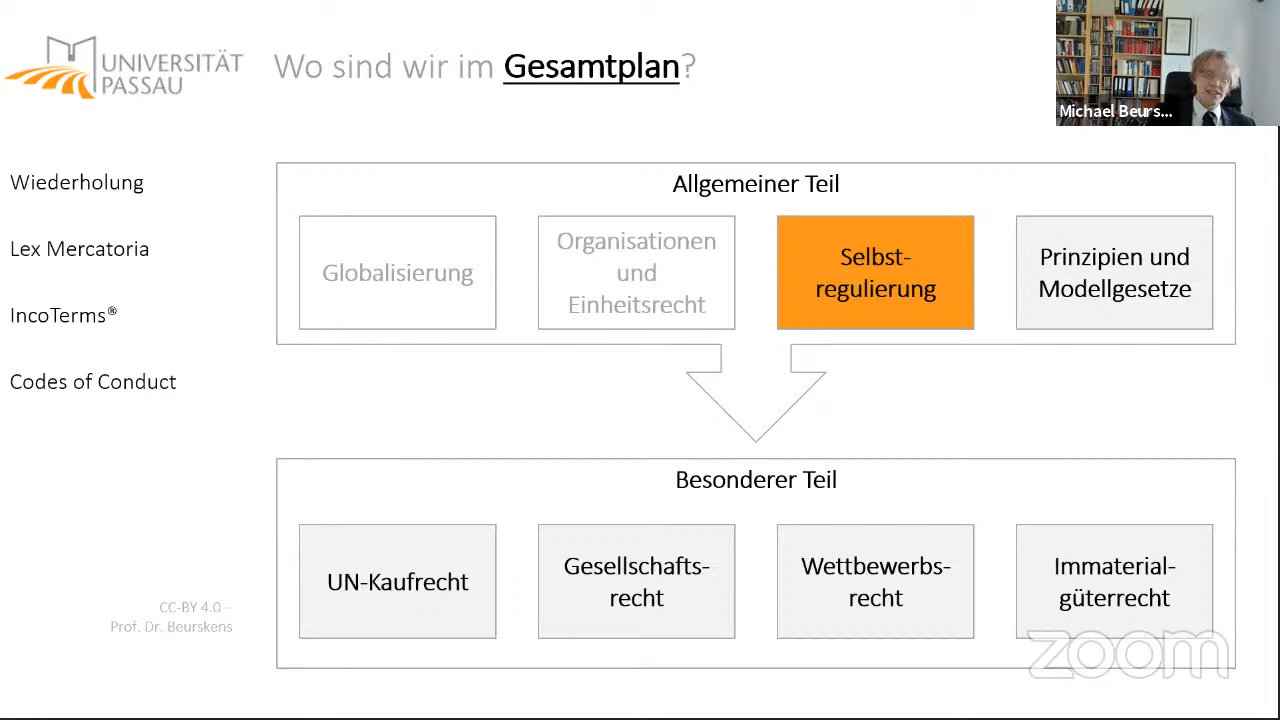 UNIVERSITÄT
PASSAU
Wo sind wir im Gesamtplan?
Michael Beurs...
Wiederholung
Lex Mercatoria
IncoTerms®
Codes of Conduct
Allgemeiner Teil
Globalisierung
Organisationen
und
Einheitsrecht
Selbst-
regulierung
Prinzipien und
Modellgesetze
Besonderer Teil
UN-Kaufrecht
Gesellschafts-
recht
Wettbewerbs-
recht
Immaterial-
güterrecht
CC-BY 4.0 –
Prof. Dr. Beurskens
zoom